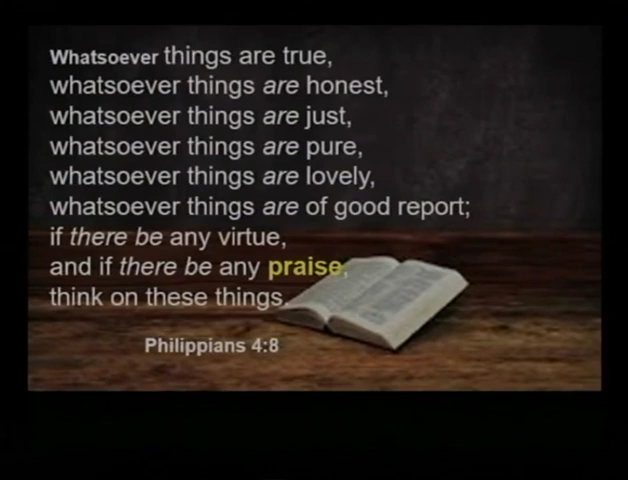 Whatsoever things are true,
whatsoever things are honest,
whatsoever things are just,
whatsoever things are pure,
whatsoever things are lovely,
whatsoever things are of good report;
if there be any virtue,
and if there be any praise,
think on these things.
Philippians 4:8